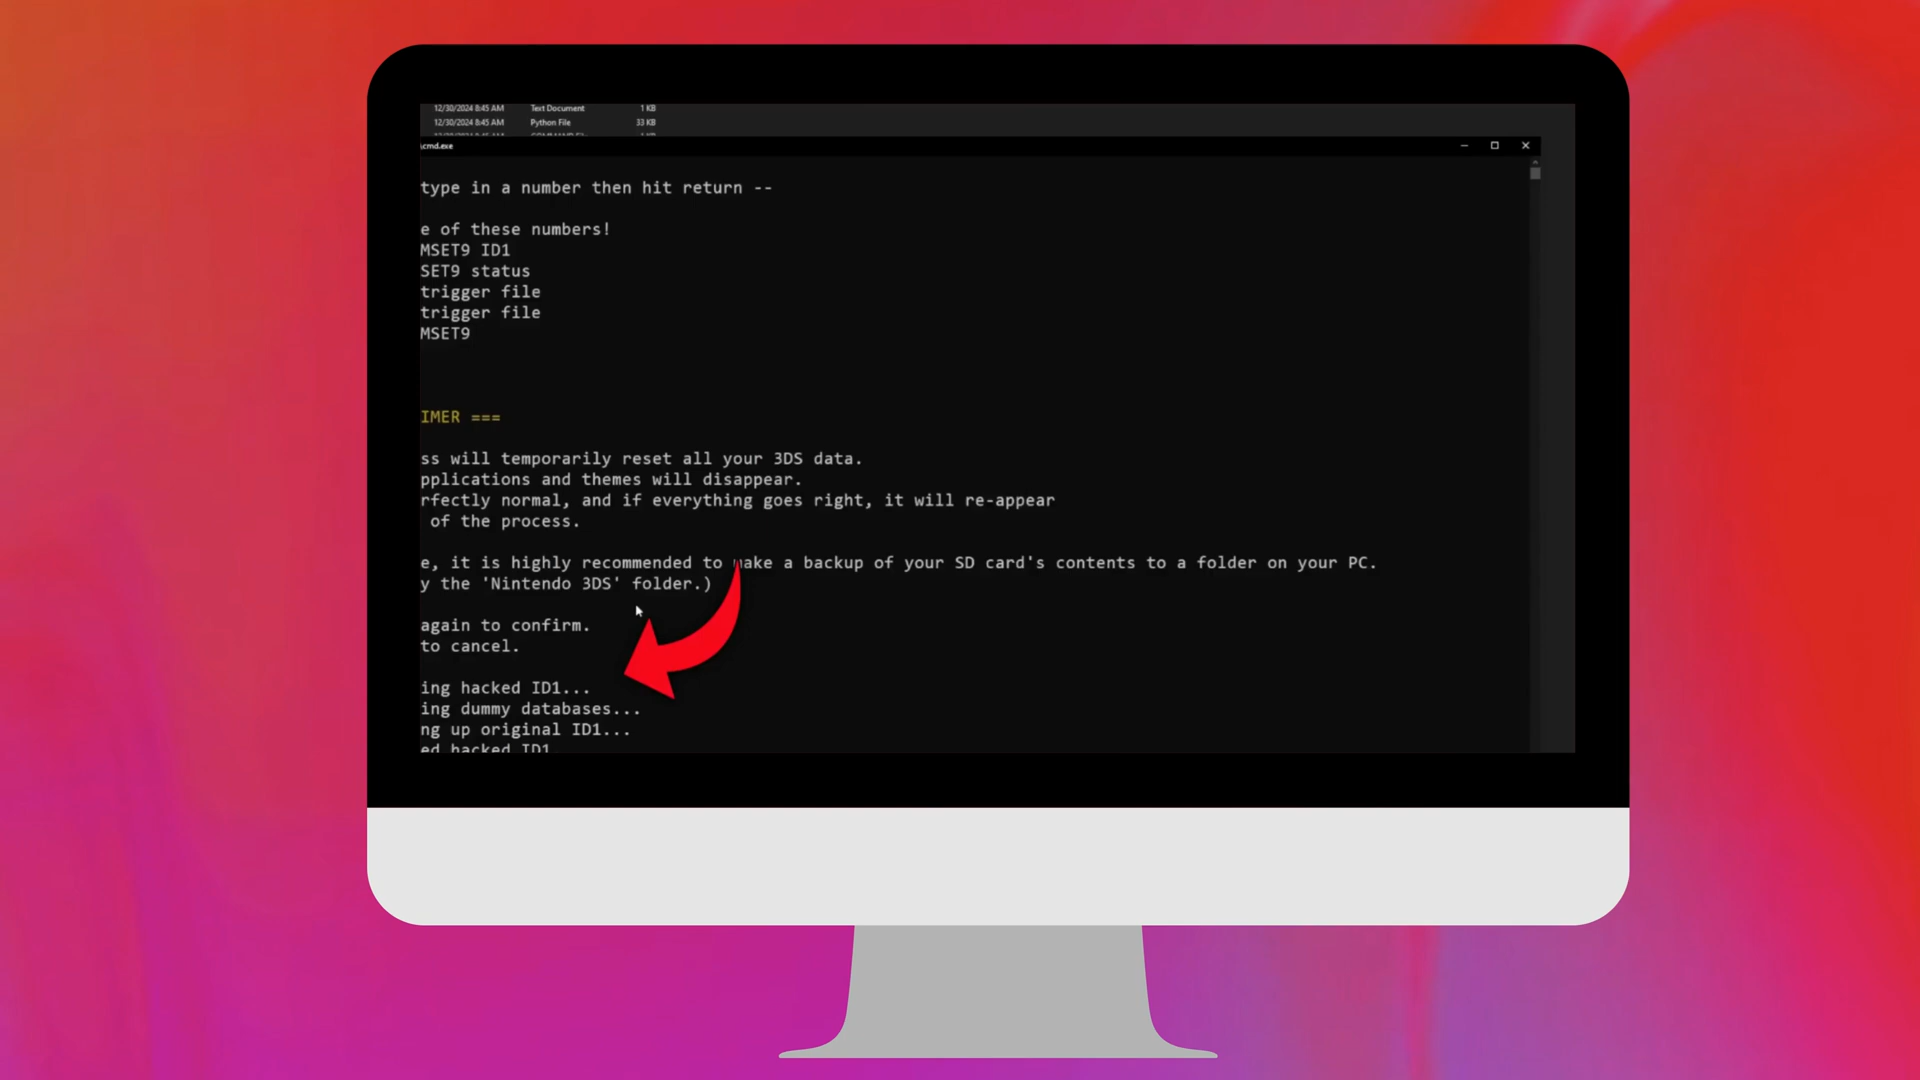 12/30/2024 8:45 AM Text Document 1 KB
12/30/2024 8:45 AM Python File 33 KB
\cmd.exe
type in a number then hit return --
e of these numbers!
MSET9 ID1
SET9 status
trigger file
trigger file
MSET9
IMER ===
ss will temporarily reset all your 3DS data.
pplications and themes will disappear.
rfectly normal, and if everything goes right, it will re-appear
of the process.
e, it is highly recommended to make a backup of your SD card's contents to a folder on your PC.
y the 'Nintendo 3DS' folder.)
again to confirm.
to cancel.
ing hacked ID1...
ing dummy databases...
ng up original ID1...
ed hacked ID1